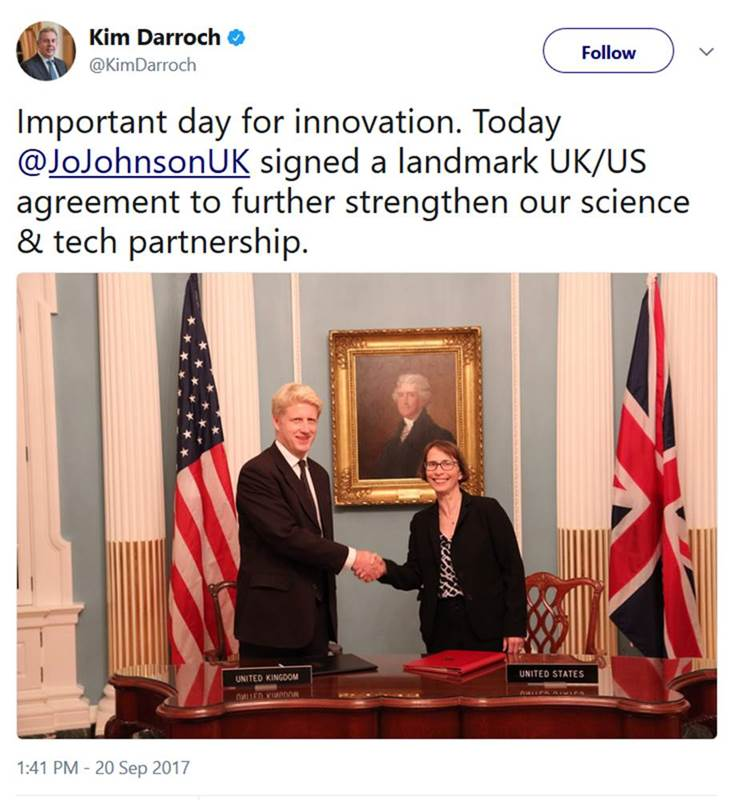 Kim Darroch
@KimDarroch
Follow
Important day for innovation. Today
@JoJohnsonUK signed a landmark UK/US
agreement to further strengthen our science
& tech partnership.
UNITED KINGDOM
UNITED STATES
1:41 PM - 20 Sep 2017